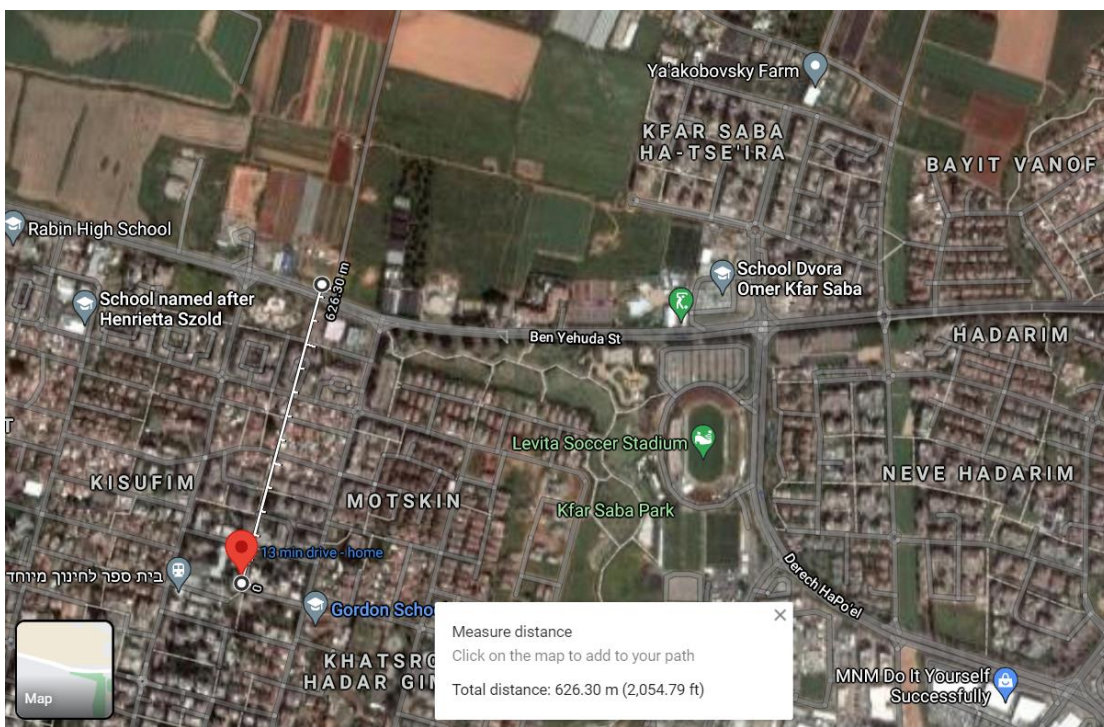 Ya'akobovsky Farm
KFAR SABA
HA-TSE'IRA
BAYIT VANOF
Rabin High School
626.30 m
School Dvora
Omer Kfar Saba
School named after
Henrietta Szold
Ben Yehuda St
HADARIM
T
Levita Soccer Stadium
KISUFIM
MOTSKIN
NEVE HADARIM
Kfar Saba Park
13 min drive - home
בית ספר לחינוך מיוחד
0
Derech HaPo'el
Gordon Scho
Measure distance
Click on the map to add to your path
Total distance: 626.30 m (2,054.79 ft)
KHATSRO
HADAR GIM
MNM Do It Yourself
Successfully
Map